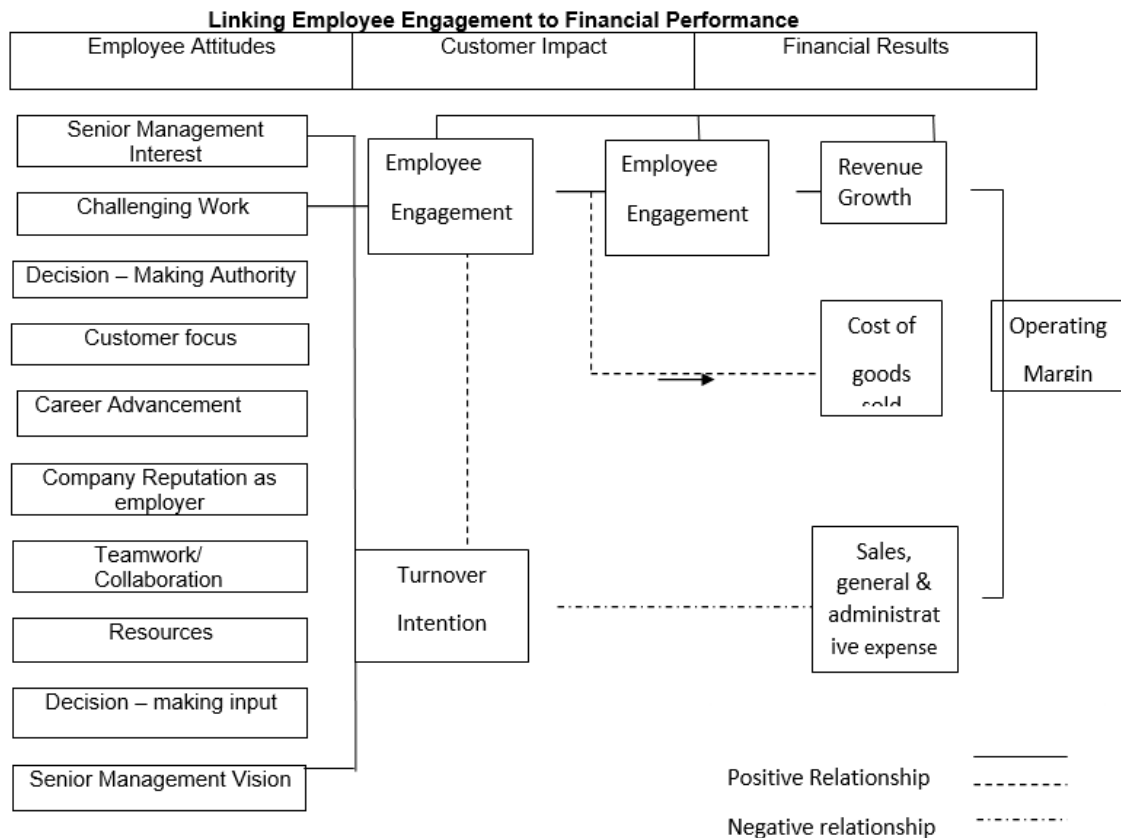 Linking Employee Engagement to Financial Performance
Employee Attitudes
Customer Impact
Financial Results
Senior Management
Interest
Challenging Work
Decision – Making Authority
Customer focus
Career Advancement
Company Reputation as
employer
Teamwork/
Collaboration
Resources
Decision – making input
Senior Management Vision
Employee
Engagement
Turnover
Intention
Employee
Engagement
Revenue
Growth
Cost of
goods
sold
Sales,
general &
administrat
ive expense
Operating
Margin
Positive Relationship
Negative relationship